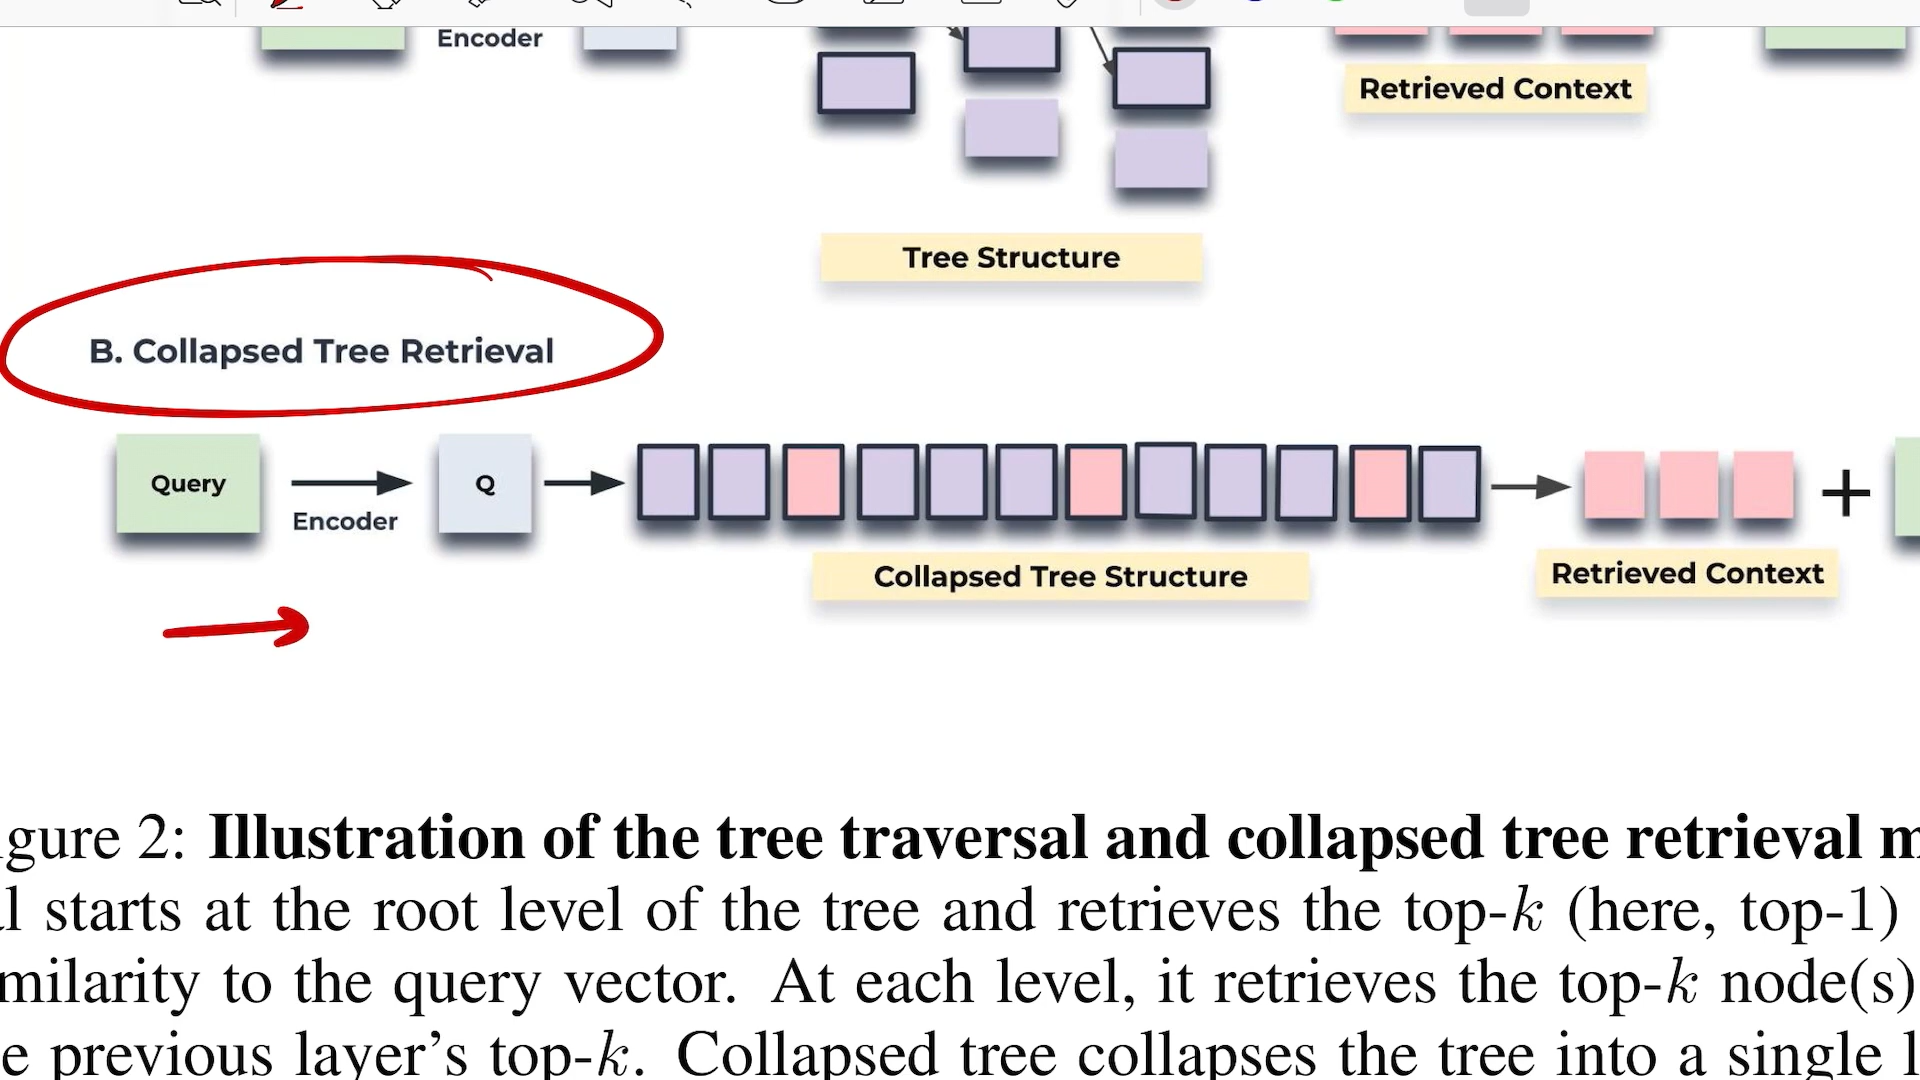 Encoder
Retrieved Context
Tree Structure
B. Collapsed Tree Retrieval
Query
Encoder
Q
+
Collapsed Tree Structure
Retrieved Context
gure 2: Illustration of the tree traversal and collapsed tree retrieval m
l starts at the root level of the tree and retrieves the top-k (here, top-1)
milarity to the query vector. At each level, it retrieves the top-k node(s)
e previous layer's top-k. Collapsed tree collapses the tree into a single l